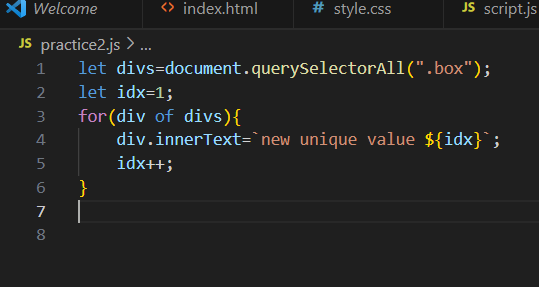 Welcome <> index.html # style.css JS script.js
JS practice2.js > ...
1 let divs=document.querySelectorAll(".box");
2 let idx=1;
3 for(div of divs){
4     div.innerText=`new unique value ${idx}`;
5     idx++;
6 }
7
8